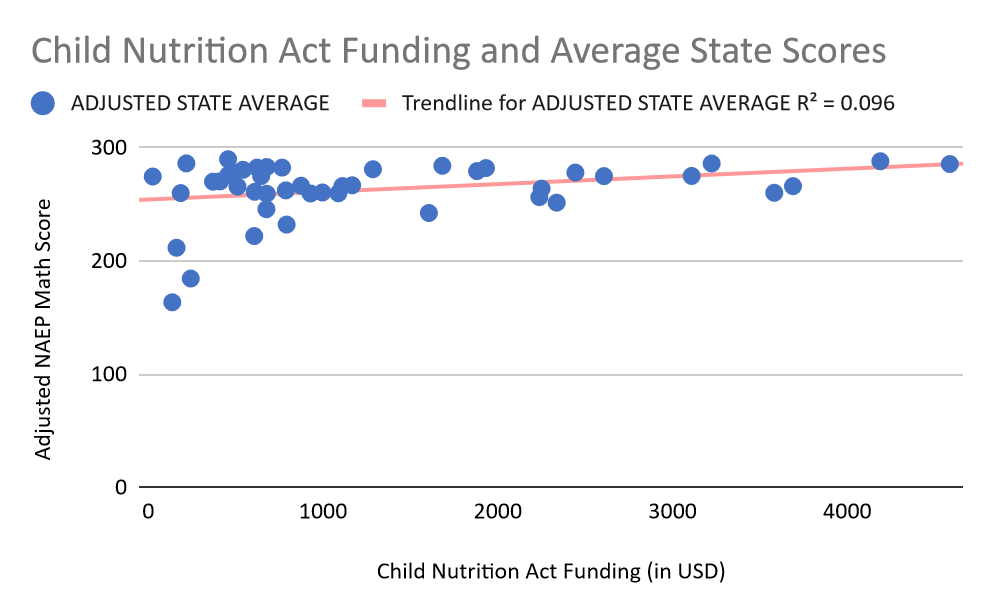 Child Nutrition Act Funding and Average State Scores
ADJUSTED STATE AVERAGE
Trendline for ADJUSTED STATE AVERAGE R² = 0.096
Adjusted NAEP Math Score
300
200
100
0
0 1000 2000 3000 4000
Child Nutrition Act Funding (in USD)